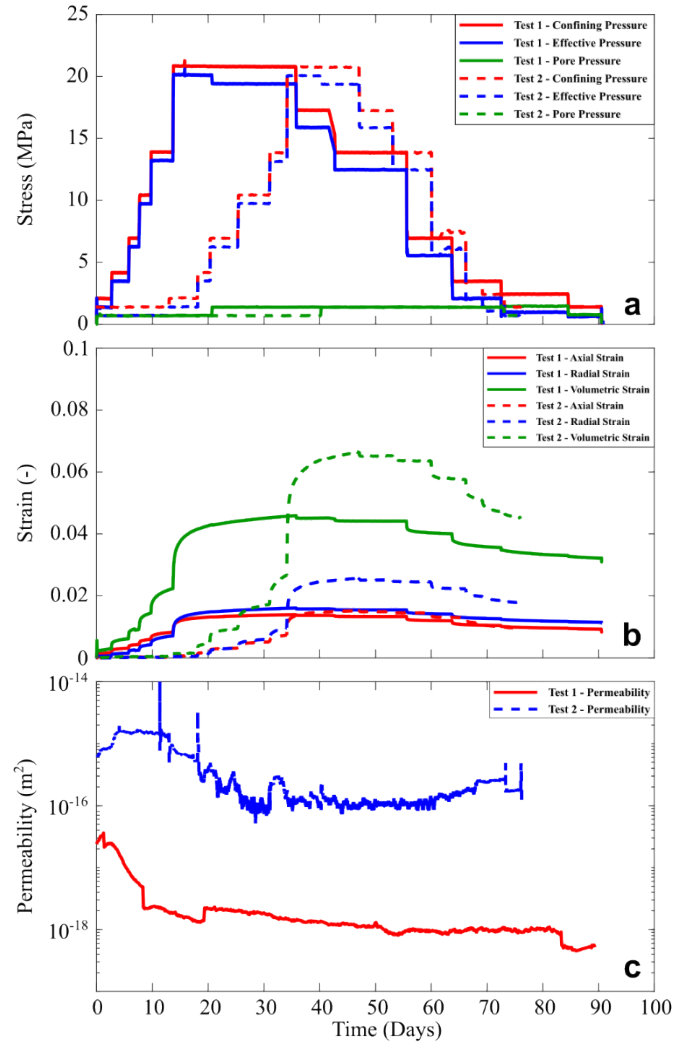 25
20
15
10
5
0
Stress (MPa)
Test 1 - Confining Pressure
Test 1 - Effective Pressure
Test 1 - Pore Pressure
Test 2 - Confining Pressure
Test 2 - Effective Pressure
Test 2 - Pore Pressure
a
0.1
0.08
0.06
0.04
0.02
0
Strain (-)
Test 1 - Axial Strain
Test 1 - Radial Strain
Test 1 - Volumetric Strain
Test 2 - Axial Strain
Test 2 - Radial Strain
Test 2 - Volumetric Strain
b
10⁻¹⁴
10⁻¹⁶
10⁻¹⁸
Permeability (m²)
Test 1 - Permeability
Test 2 - Permeability
c
0 10 20 30 40 50 60 70 80 90 100
Time (Days)